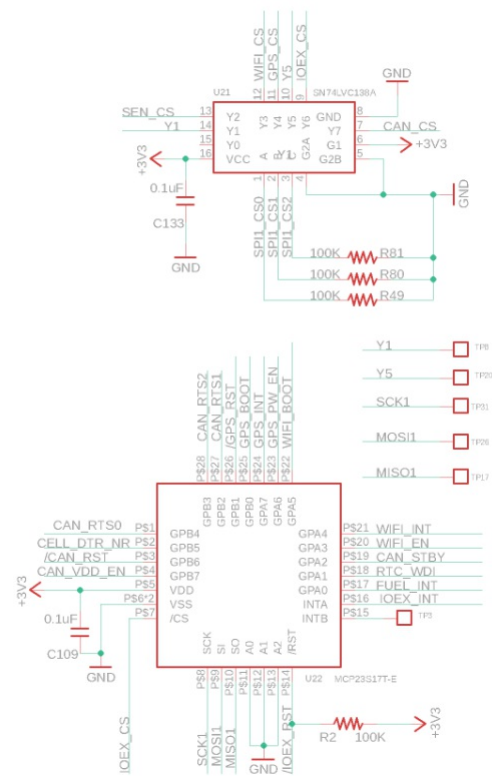 WIFI_CS
GPS_CS
Y5
IOEX_CS
12
11
10
9
U21
SN74LVC138A
GND
SEN_CS
13
Y2
Y3
Y4
Y5
Y6
GND
8
Y1
14
Y1
Y7
7
CAN_CS
15
Y0
G1
6
+3V3
+3V3
16
VCC
A
B
C
G2A
G2B
5
0.1uF
C133
GND
1
2
3
4
SPI1_CS0
SPI1_CS1
SPI1_CS2
GND
100K
R81
100K
R80
100K
R49
Y1
TP8
Y5
SCK1
MOSI1
TP26
MISO1
TP17
CAN_RTS2
CAN_RTS1
/GPS_RST
GPS_BOOT
GPS_INT
GPS_PW_EN
WIFI_BOOT
P$28
P$27
P$26
P$25
P$24
P$23
P$22
GPB3
GPB2
GPB1
GPB0
GPA7
GPA6
GPA5
CAN_RTS0
P$1
GPB4
GPA4
P$21
WIFI_INT
CELL_DTR_NR
P$2
GPB5
GPA3
P$20
WIFI_EN
/CAN_RST
P$3
GPB6
GPA2
P$19
CAN_STBY
CAN_VDD_EN
P$4
GPB7
GPA1
P$18
RTC_WDI
+3V3
P$5
VDD
GPA0
P$17
FUEL_INT
P$6*2
VSS
INTA
P$16
IOEX_INT
P$7
/CS
INTB
P$15
TP3
0.1uF
C109
GND
SCK
SI
SO
A0
A1
A2
/RST
U22
MCP23S17T-E
P$8
P$9
P$10
P$11
P$12
P$13
P$14
IOEX_CS
SCK1
MOSI1
MISO1
GND
/IOEX_RST
R2
100K
+3V3